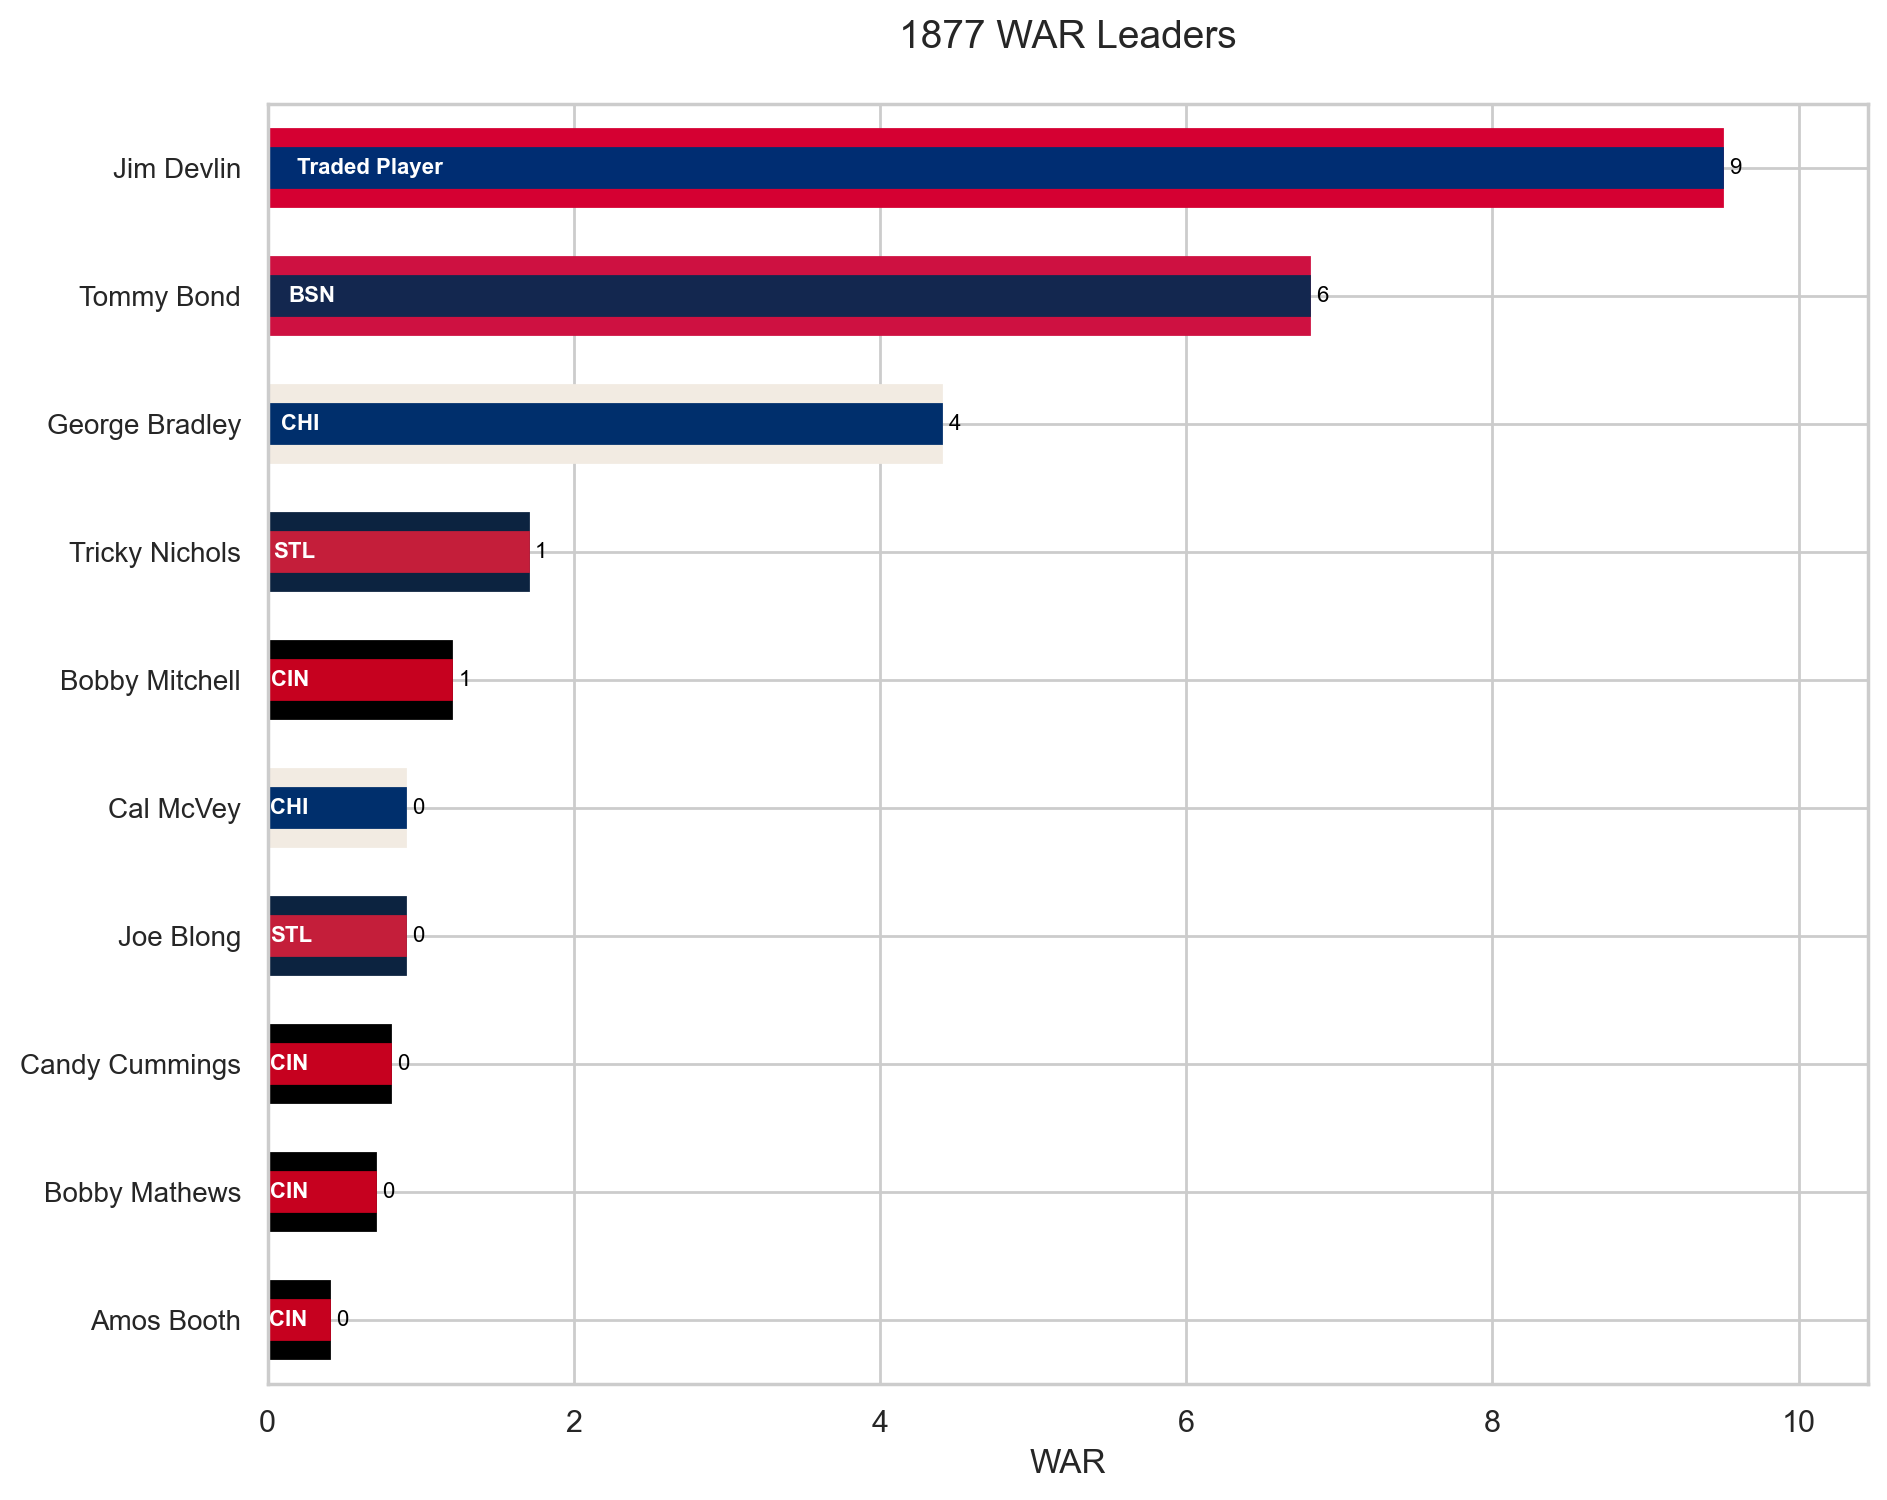 1877 WAR Leaders
Jim Devlin Traded Player 9
Tommy Bond BSN 6
George Bradley CHI 4
Tricky Nichols STL 1
Bobby Mitchell CIN 1
Cal McVey CHI 0
Joe Blong STL 0
Candy Cummings CIN 0
Bobby Mathews CIN 0
Amos Booth CIN 0
0 2 4 6 8 10
WAR